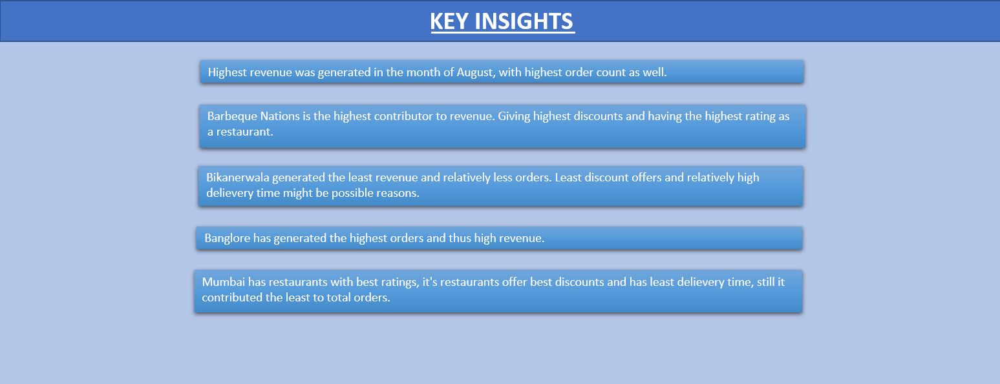 KEY INSIGHTS
Highest revenue was generated in the month of August, with highest order count as well.
Barbeque Nations is the highest contributor to revenue. Giving highest discounts and having the highest rating as
a restaurant.
Bikanerwala generated the least revenue and relatively less orders. Least discount offers and relatively high
delievery time might be possible reasons.
Banglore has generated the highest orders and thus high revenue.
Mumbai has restaurants with best ratings, it's restaurants offer best discounts and has least delievery time, still it
contributed the least to total orders.